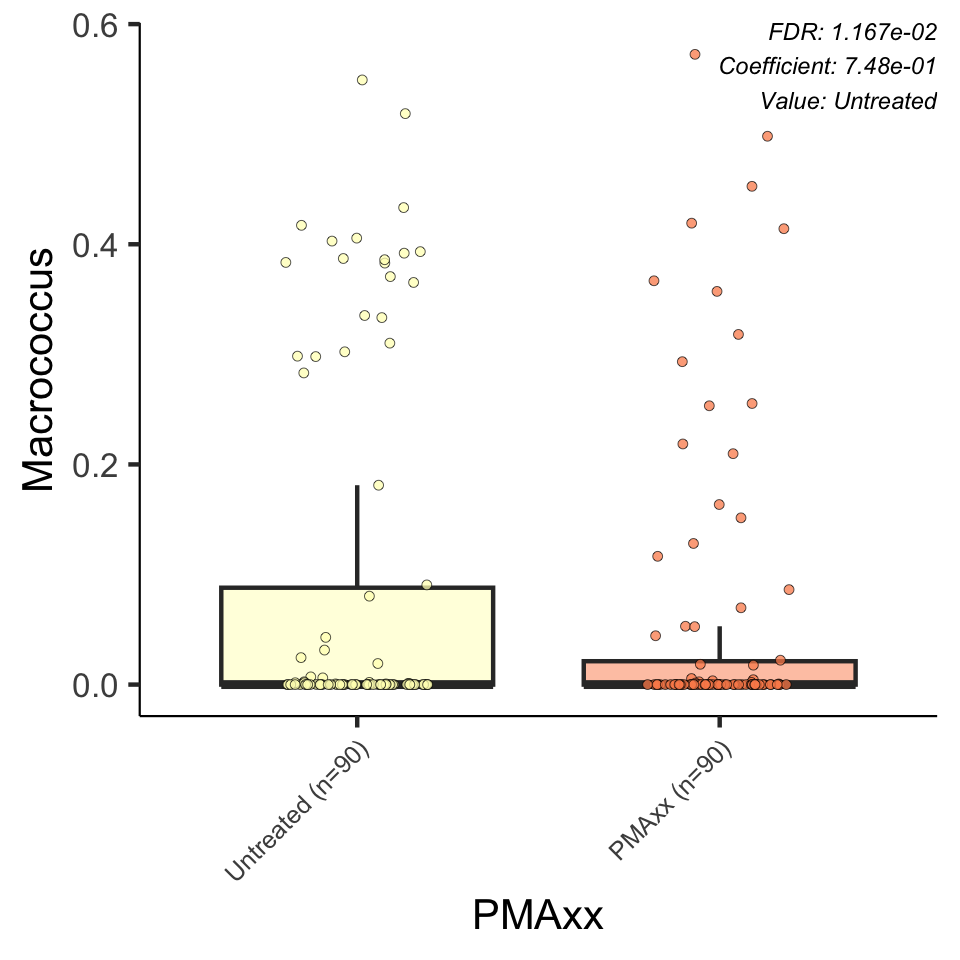 FDR: 1.167e-02
Coefficient: 7.48e-01
Value: Untreated
Macrococcus
0.6
0.4
0.2
0.0
Untreated (n=90)
PMAxx (n=90)
PMAxx